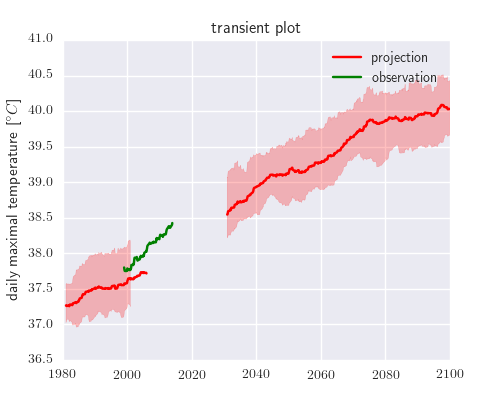 transient plot
projection
observation
daily maximal temperature [°C]
41.0
40.5
40.0
39.5
39.0
38.5
38.0
37.5
37.0
36.5
1980 2000 2020 2040 2060 2080 2100